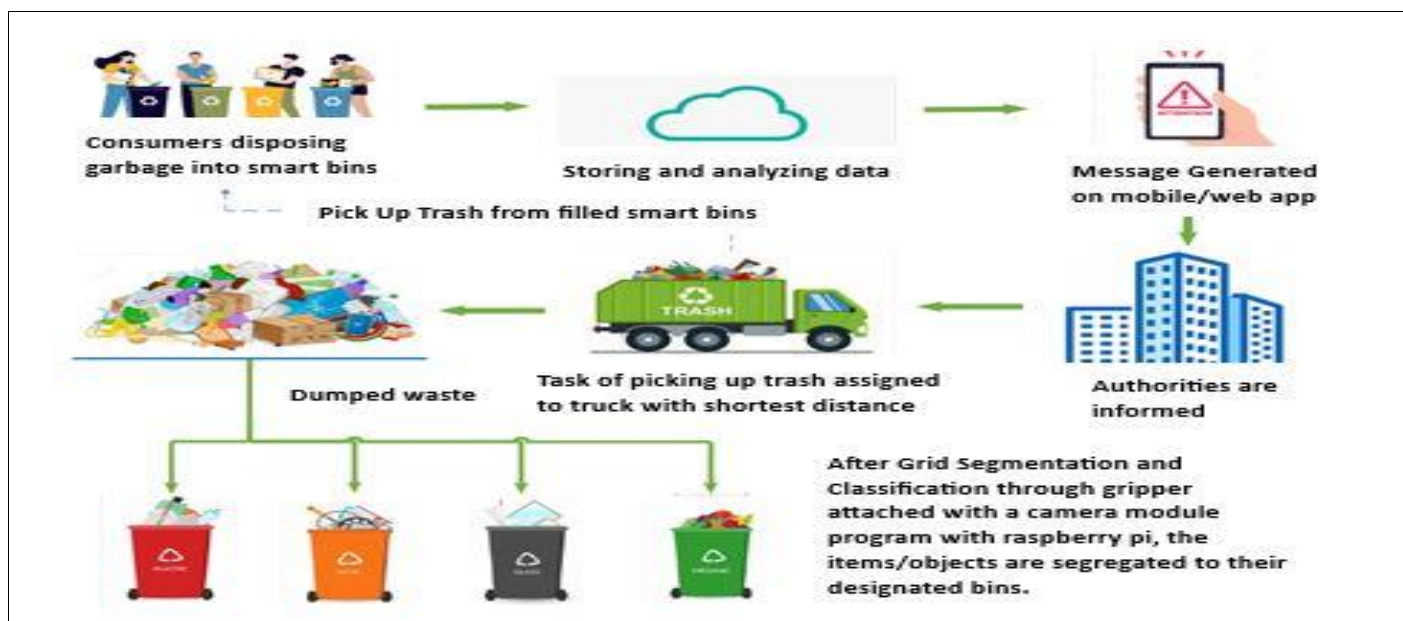 Consumers disposing
garbage into smart bins
Storing and analyzing data
ATTENTION
Message Generated
on mobile/web app
Pick Up Trash from filled smart bins
TRASH
Dumped waste
Task of picking up trash assigned
to truck with shortest distance
Authorities are
informed
After Grid Segmentation and
Classification through gripper
attached with a camera module
program with raspberry pi, the
items/objects are segregated to their
designated bins.
ORGANIC